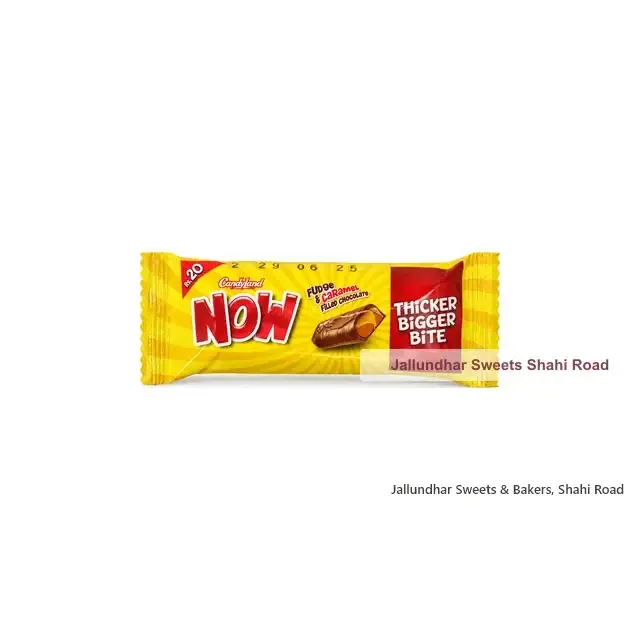 2 29 06 25
Rs.20
Candyland
NOW
FUDGE
& CARAMEL
FILLED CHOCOLATE
THICKER
BIGGER
BITE
Jallundhar Sweets Shahi Road
Jallundhar Sweets & Bakers, Shahi Road